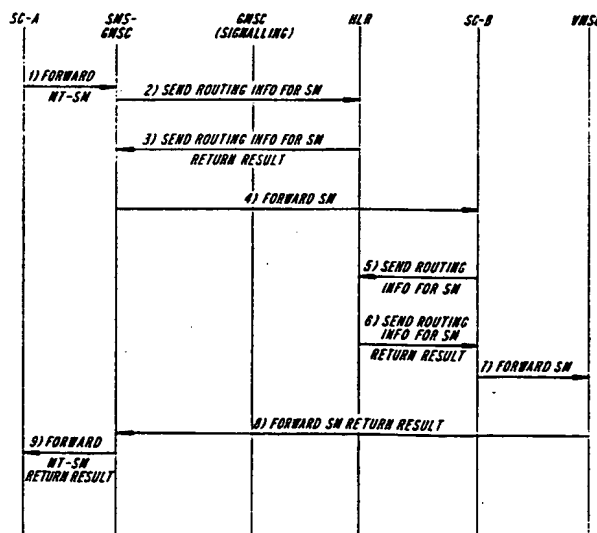 SC-A
SMS-
GMSC
GMSC
(SIGNALLING)
HLR
SC-B
VMSC
1) FORWARD
MT-SM
2) SEND ROUTING INFO FOR SM
3) SEND ROUTING INFO FOR SM
RETURN RESULT
4) FORWARD SM
5) SEND ROUTING
INFO FOR SM
6) SEND ROUTING
INFO FOR SM
RETURN RESULT
7) FORWARD SM
8) FORWARD SM RETURN RESULT
9) FORWARD
MT-SM
RETURN RESULT